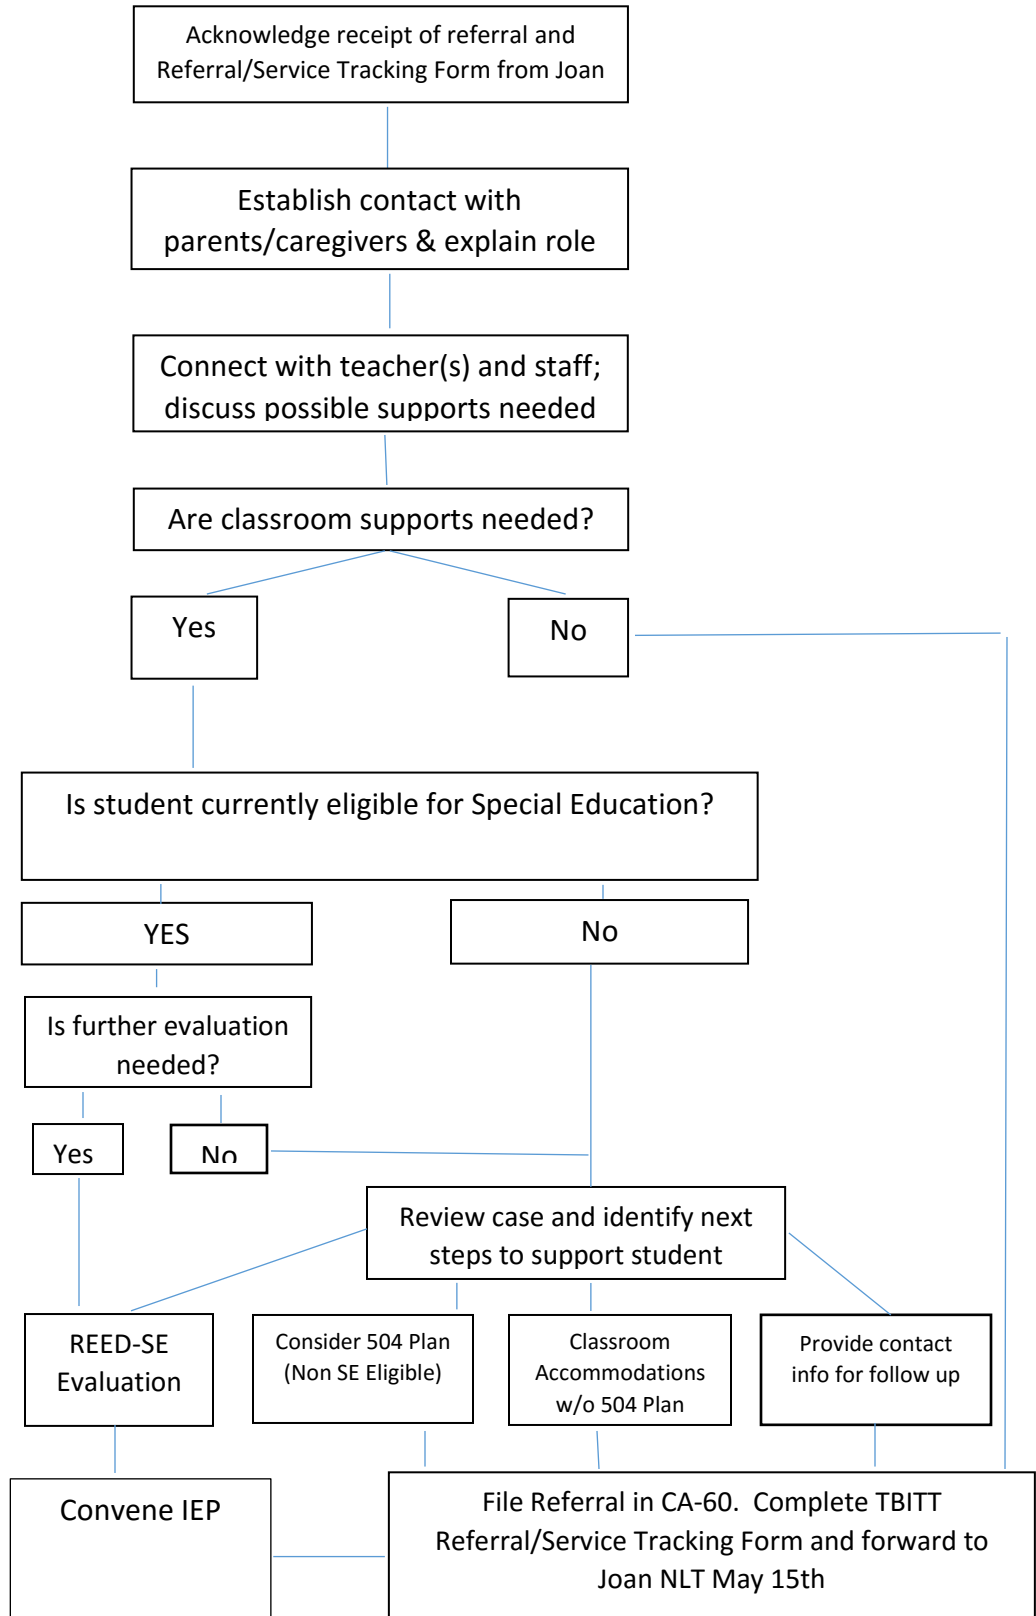 Acknowledge receipt of referral and
Referral/Service Tracking Form from Joan
Establish contact with
parents/caregivers & explain role
Connect with teacher(s) and staff;
discuss possible supports needed
Are classroom supports needed?
Yes
No
Is student currently eligible for Special Education?
YES
No
Is further evaluation
needed?
Yes
No
Review case and identify next
steps to support student
REED-SE
Evaluation
Consider 504 Plan
(Non SE Eligible)
Classroom
Accommodations
w/o 504 Plan
Provide contact
info for follow up
Convene IEP
File Referral in CA-60.  Complete TBITT
Referral/Service Tracking Form and forward to
Joan NLT May 15th